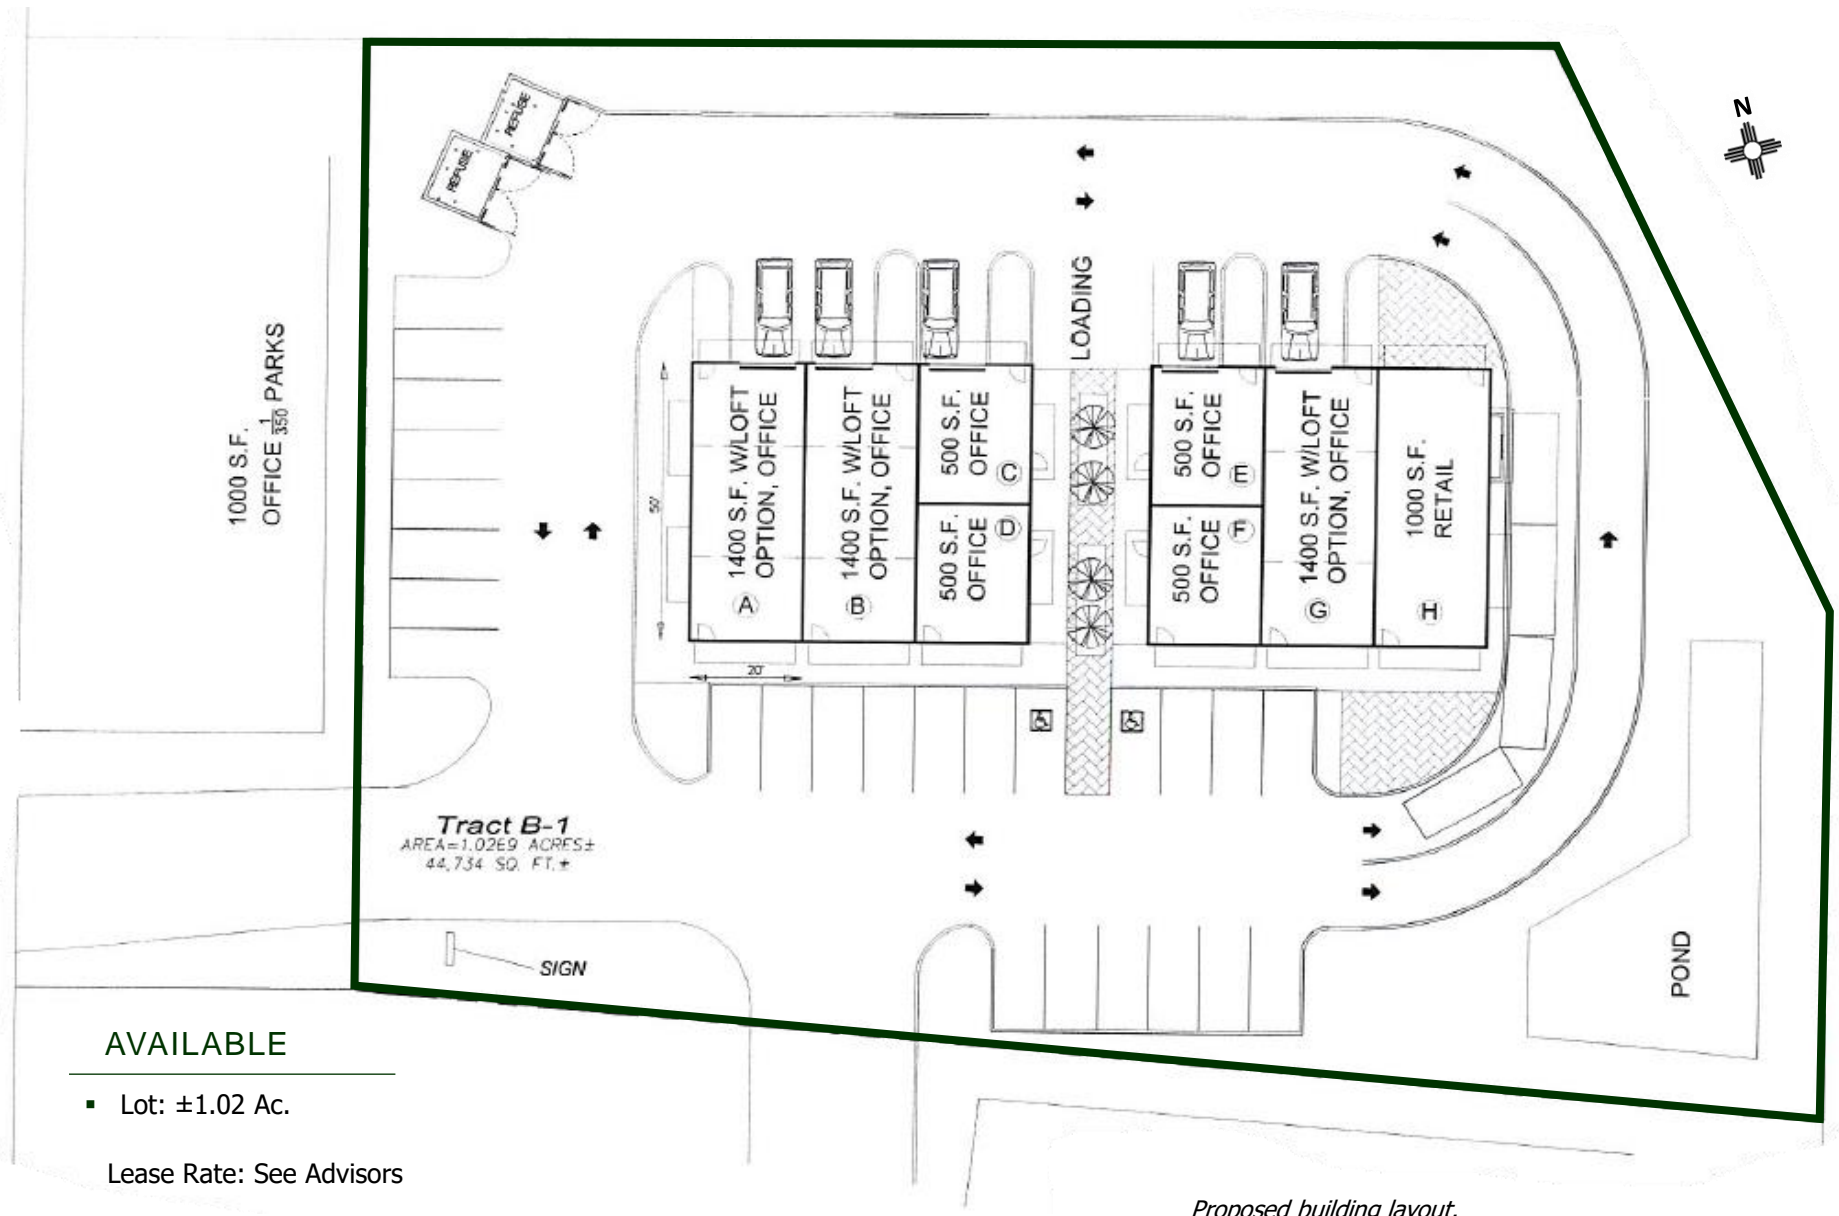 N
REFUSE
REFUSE
1000 S.F.
OFFICE 1/350 PARKS
LOADING
50'
1400 S.F. W/LOFT
OPTION, OFFICE
A
1400 S.F. W/LOFT
OPTION, OFFICE
B
500 S.F.
OFFICE
C
500 S.F.
OFFICE
D
500 S.F.
OFFICE
E
500 S.F.
OFFICE
F
1400 S.F. W/LOFT
OPTION, OFFICE
G
1000 S.F.
RETAIL
H
20'
Tract B-1
AREA=1.0269 ACRES±
44,734 SQ. FT.±
SIGN
POND
AVAILABLE
▪ Lot: ±1.02 Ac.
Lease Rate: See Advisors
Proposed building layout.